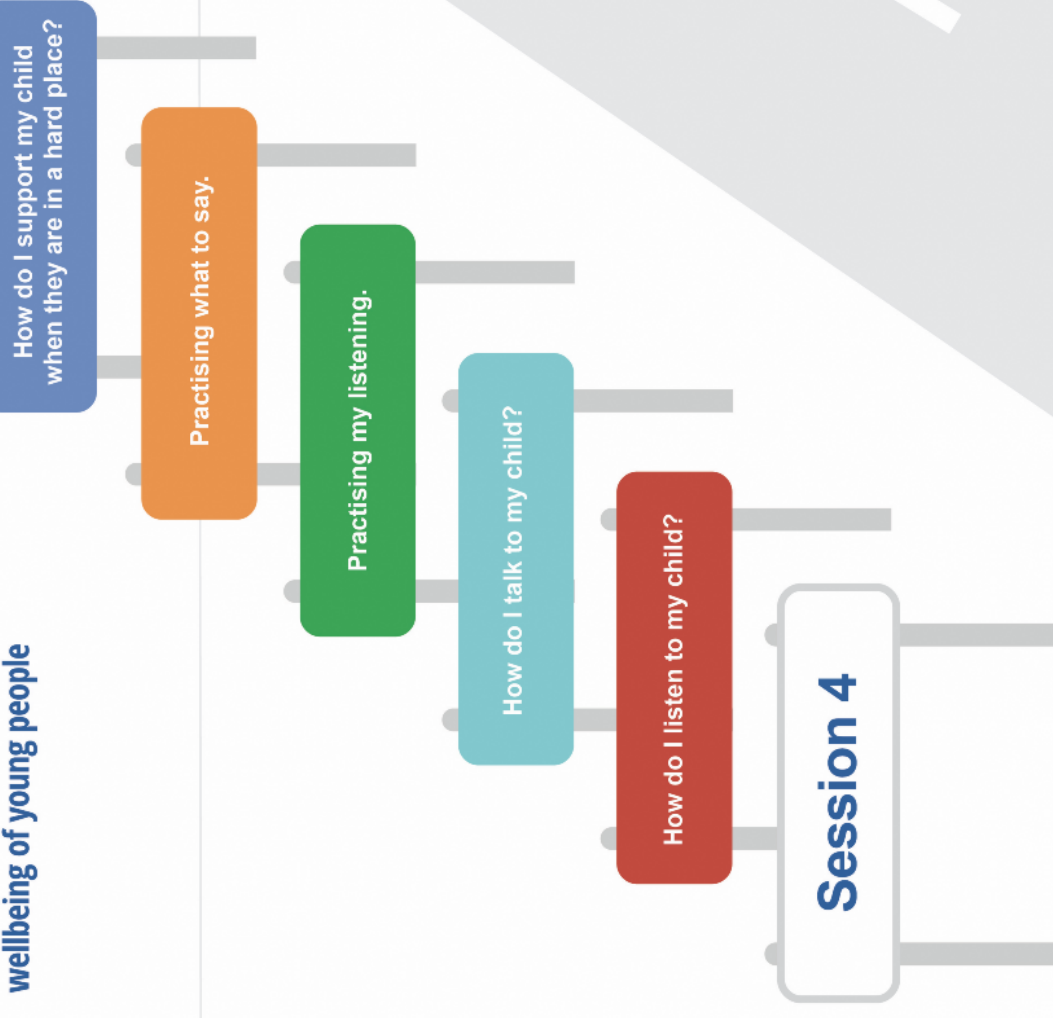 wellbeing of young people
How do I support my child
when they are in a hard place?
Practising what to say.
Practising my listening.
How do I talk to my child?
How do I listen to my child?
Session 4